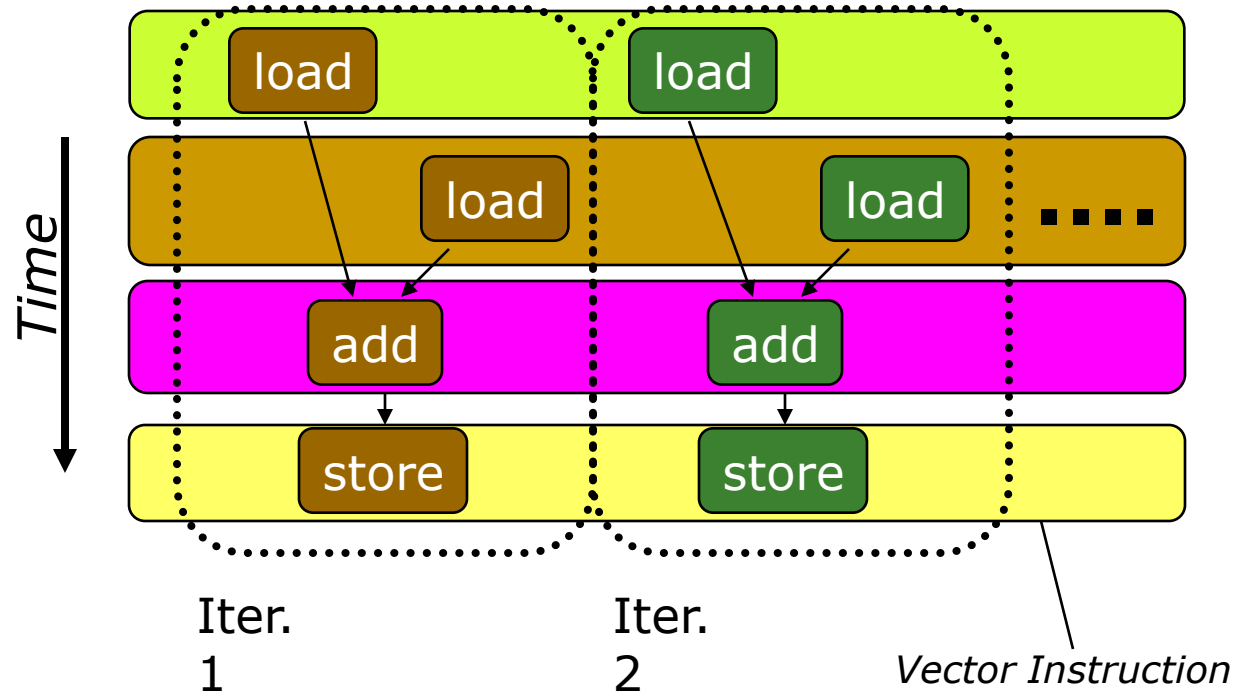 load load
load load
Time
add add
store store
Iter.
1
Iter.
2
Vector Instruction